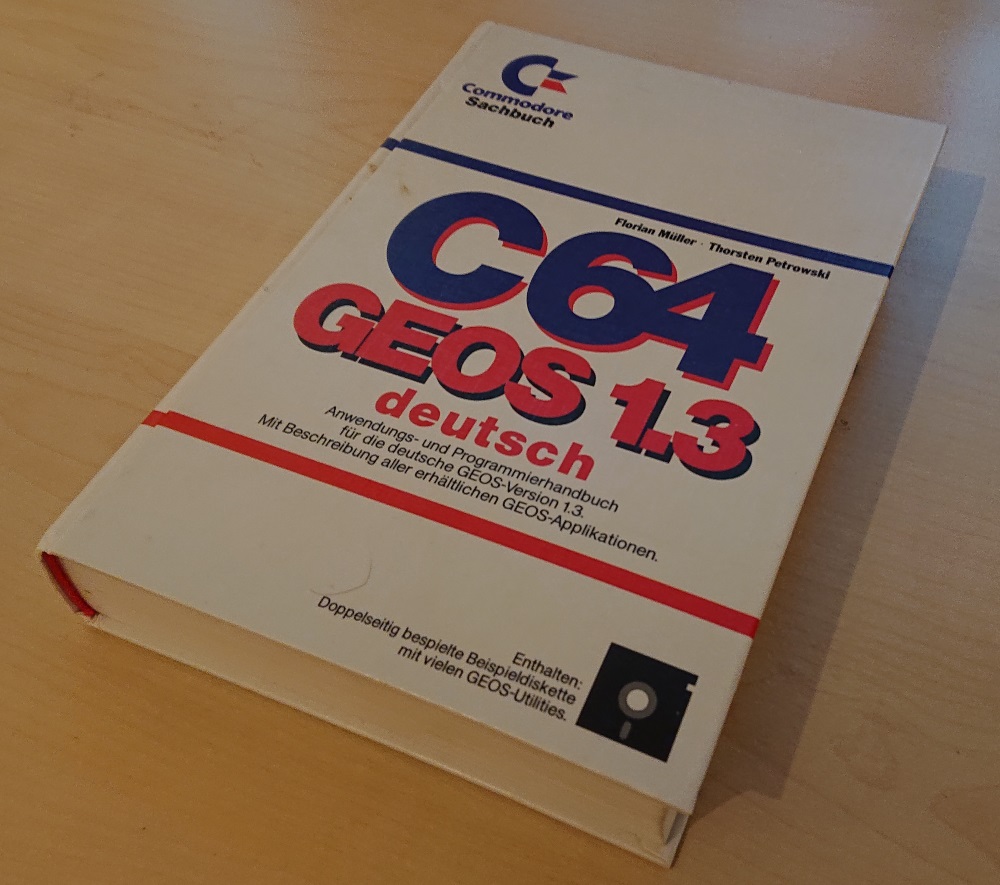 Commodore
Sachbuch
Florian Müller · Thorsten Petrowski
C64
GEOS 1.3
deutsch
Anwendungs- und Programmierhandbuch
für die deutsche GEOS-Version 1.3.
Mit Beschreibung aller erhältlichen GEOS-Applikationen.
Enthalten:
Doppelseitig bespielte Beispieldiskette
mit vielen GEOS-Utilities.